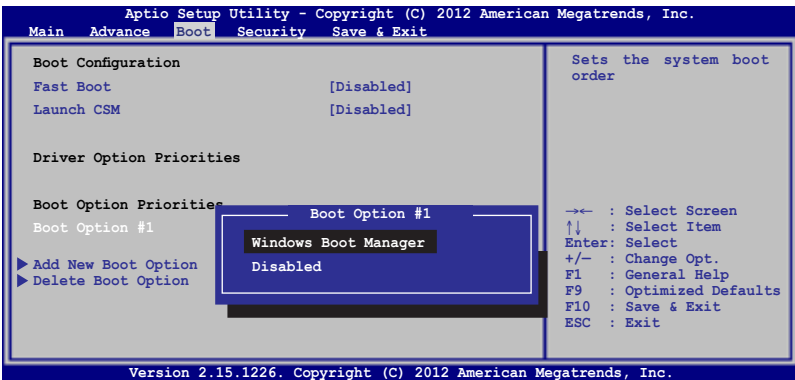 Aptio Setup Utility - Copyright (C) 2012 American Megatrends, Inc.
Main Advance Boot Security Save & Exit
Boot Configuration
Fast Boot [Disabled]
Launch CSM [Disabled]
Driver Option Priorities
Boot Option Priorities
Boot Option #1
Add New Boot Option
Delete Boot Option
Boot Option #1
Windows Boot Manager
Disabled
Sets the system boot
order
→← : Select Screen
↑↓ : Select Item
Enter: Select
+/— : Change Opt.
F1 : General Help
F9 : Optimized Defaults
F10 : Save & Exit
ESC : Exit
Version 2.15.1226. Copyright (C) 2012 American Megatrends, Inc.